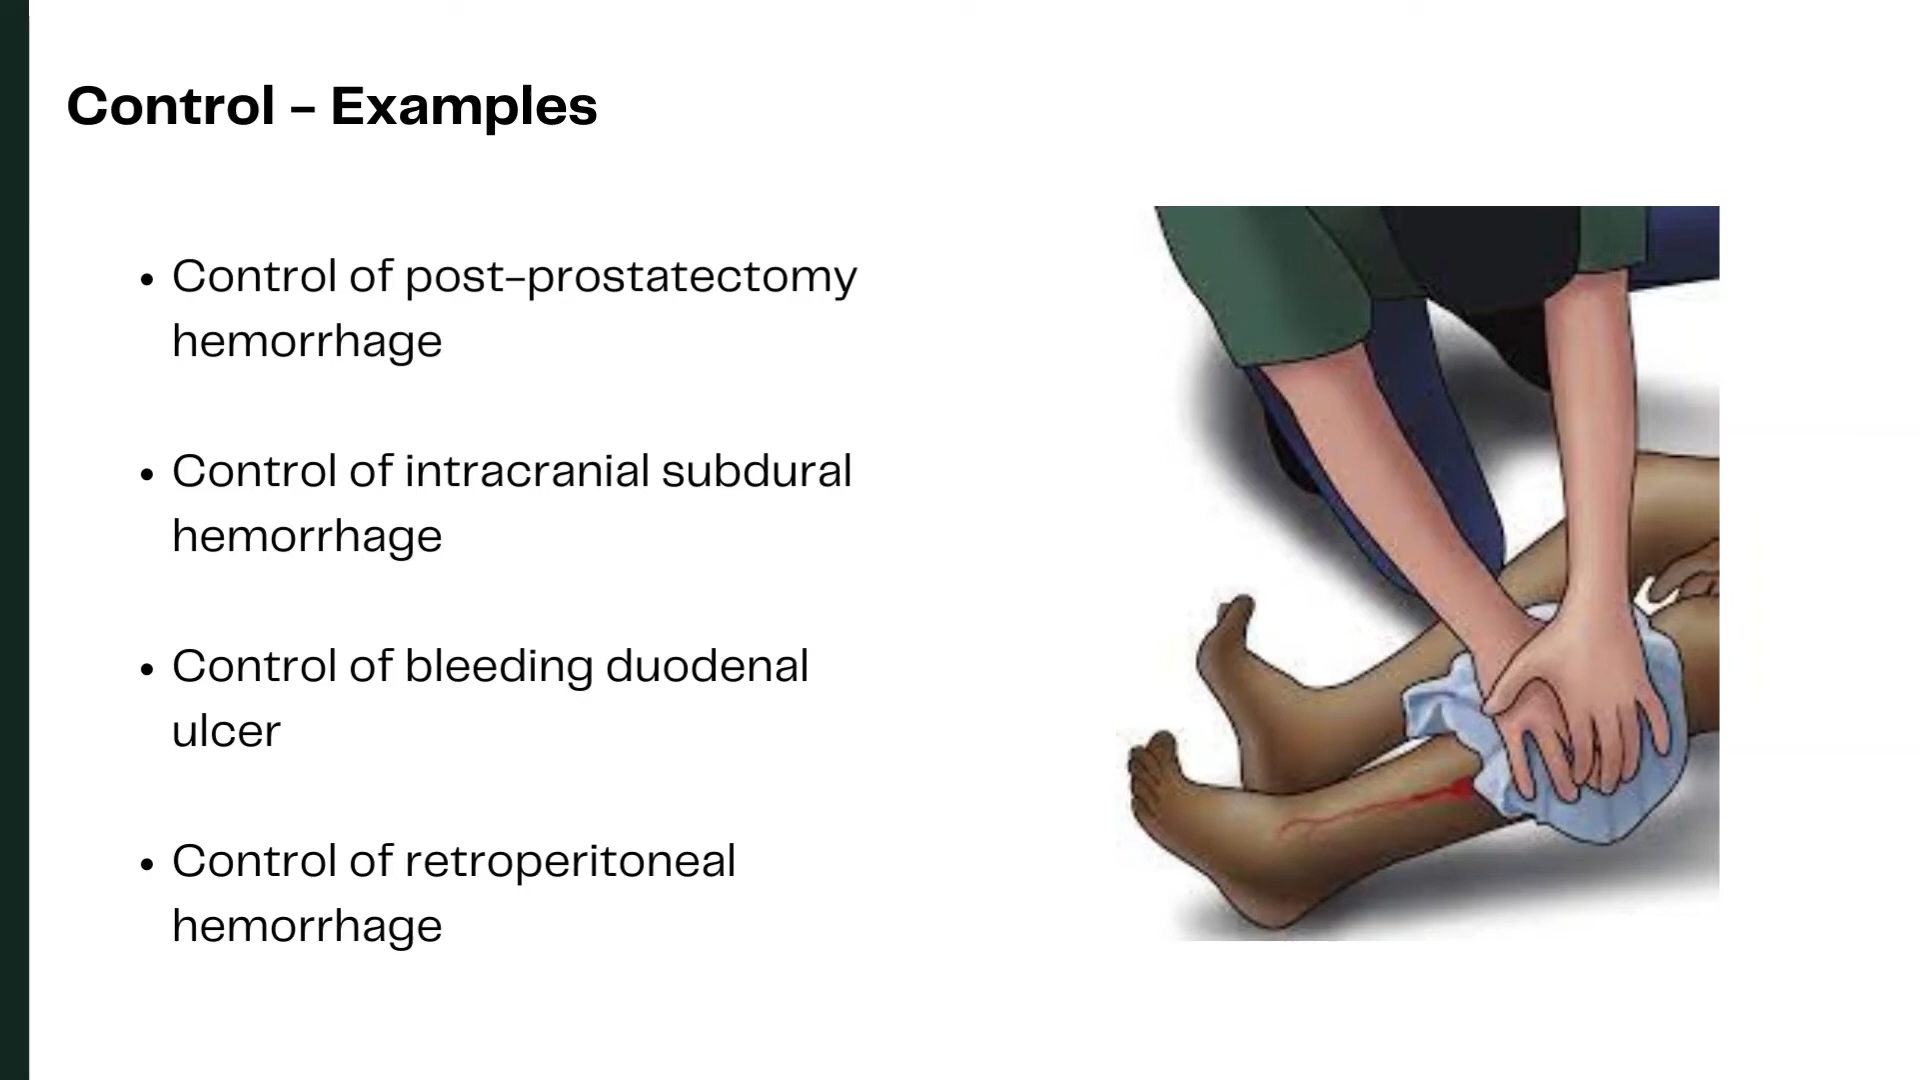 Control – Examples
• Control of post-prostatectomy
hemorrhage
• Control of intracranial subdural
hemorrhage
• Control of bleeding duodenal
ulcer
• Control of retroperitoneal
hemorrhage